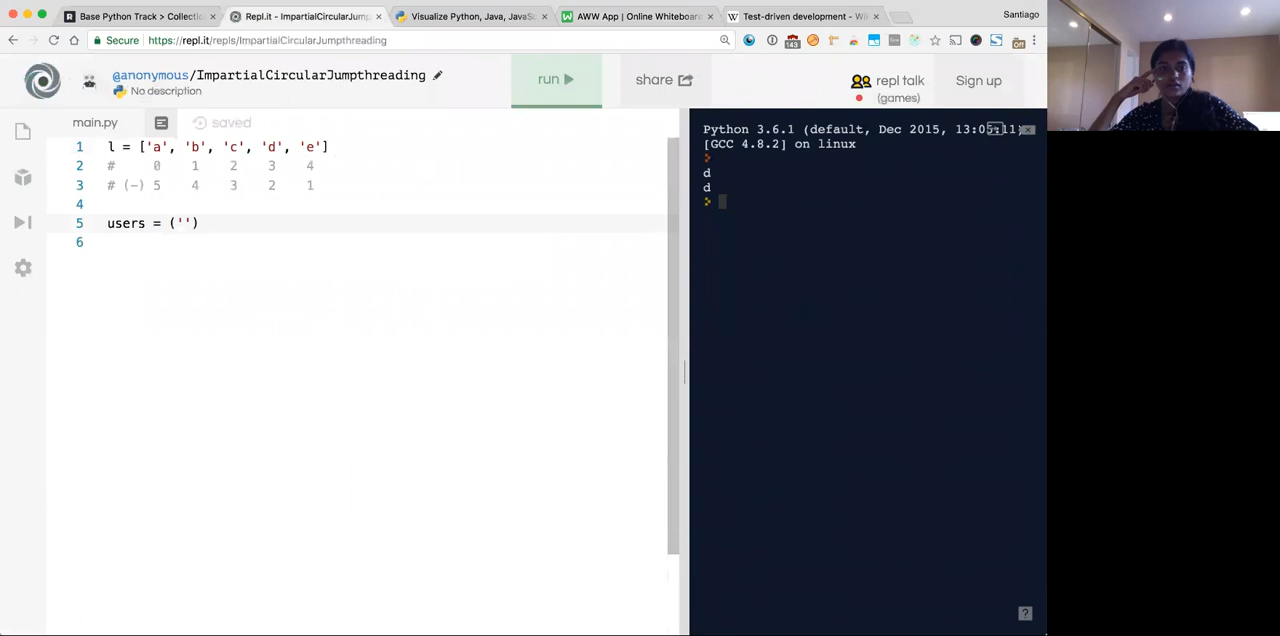 Base Python Track > Collectio
Repl.it - ImpartialCircularJump
Visualize Python, Java, JavaSc
AWW App | Online Whiteboard
Test-driven development - Wi
Santiago
Secure
https://repl.it/repls/ImpartialCircularJumpthreading
143
Off
@anonymous/ImpartialCircularJumpthreading
No description
run
share
repl talk
(games)
Sign up
main.py
saved
1 l = ['a', 'b', 'c', 'd', 'e']
2 # 0 1 2 3 4
3 # (-) 5 4 3 2 1
4
5 users = ('')
6
Python 3.6.1 (default, Dec 2015, 13:05:11)
[GCC 4.8.2] on linux
d
d
?